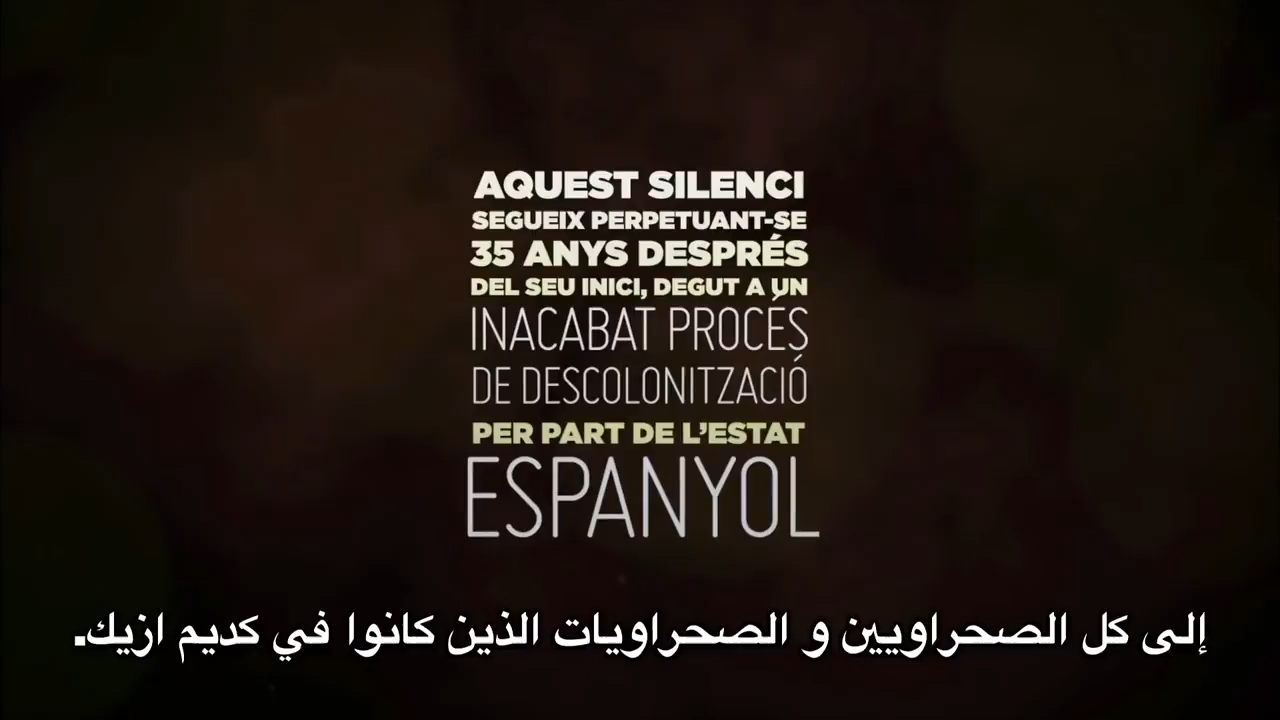 AQUEST SILENCI
SEGUEIX PERPETUANT-SE
35 ANYS DESPRÉS
DEL SEU INICI, DEGUT A UN
INACABAT PROCÉS
DE DESCOLONITZACIÓ
PER PART DE L'ESTAT
ESPANYOL
إلى كل الصحراويين و الصحراويات الذين كانوا في كديم ازيك.